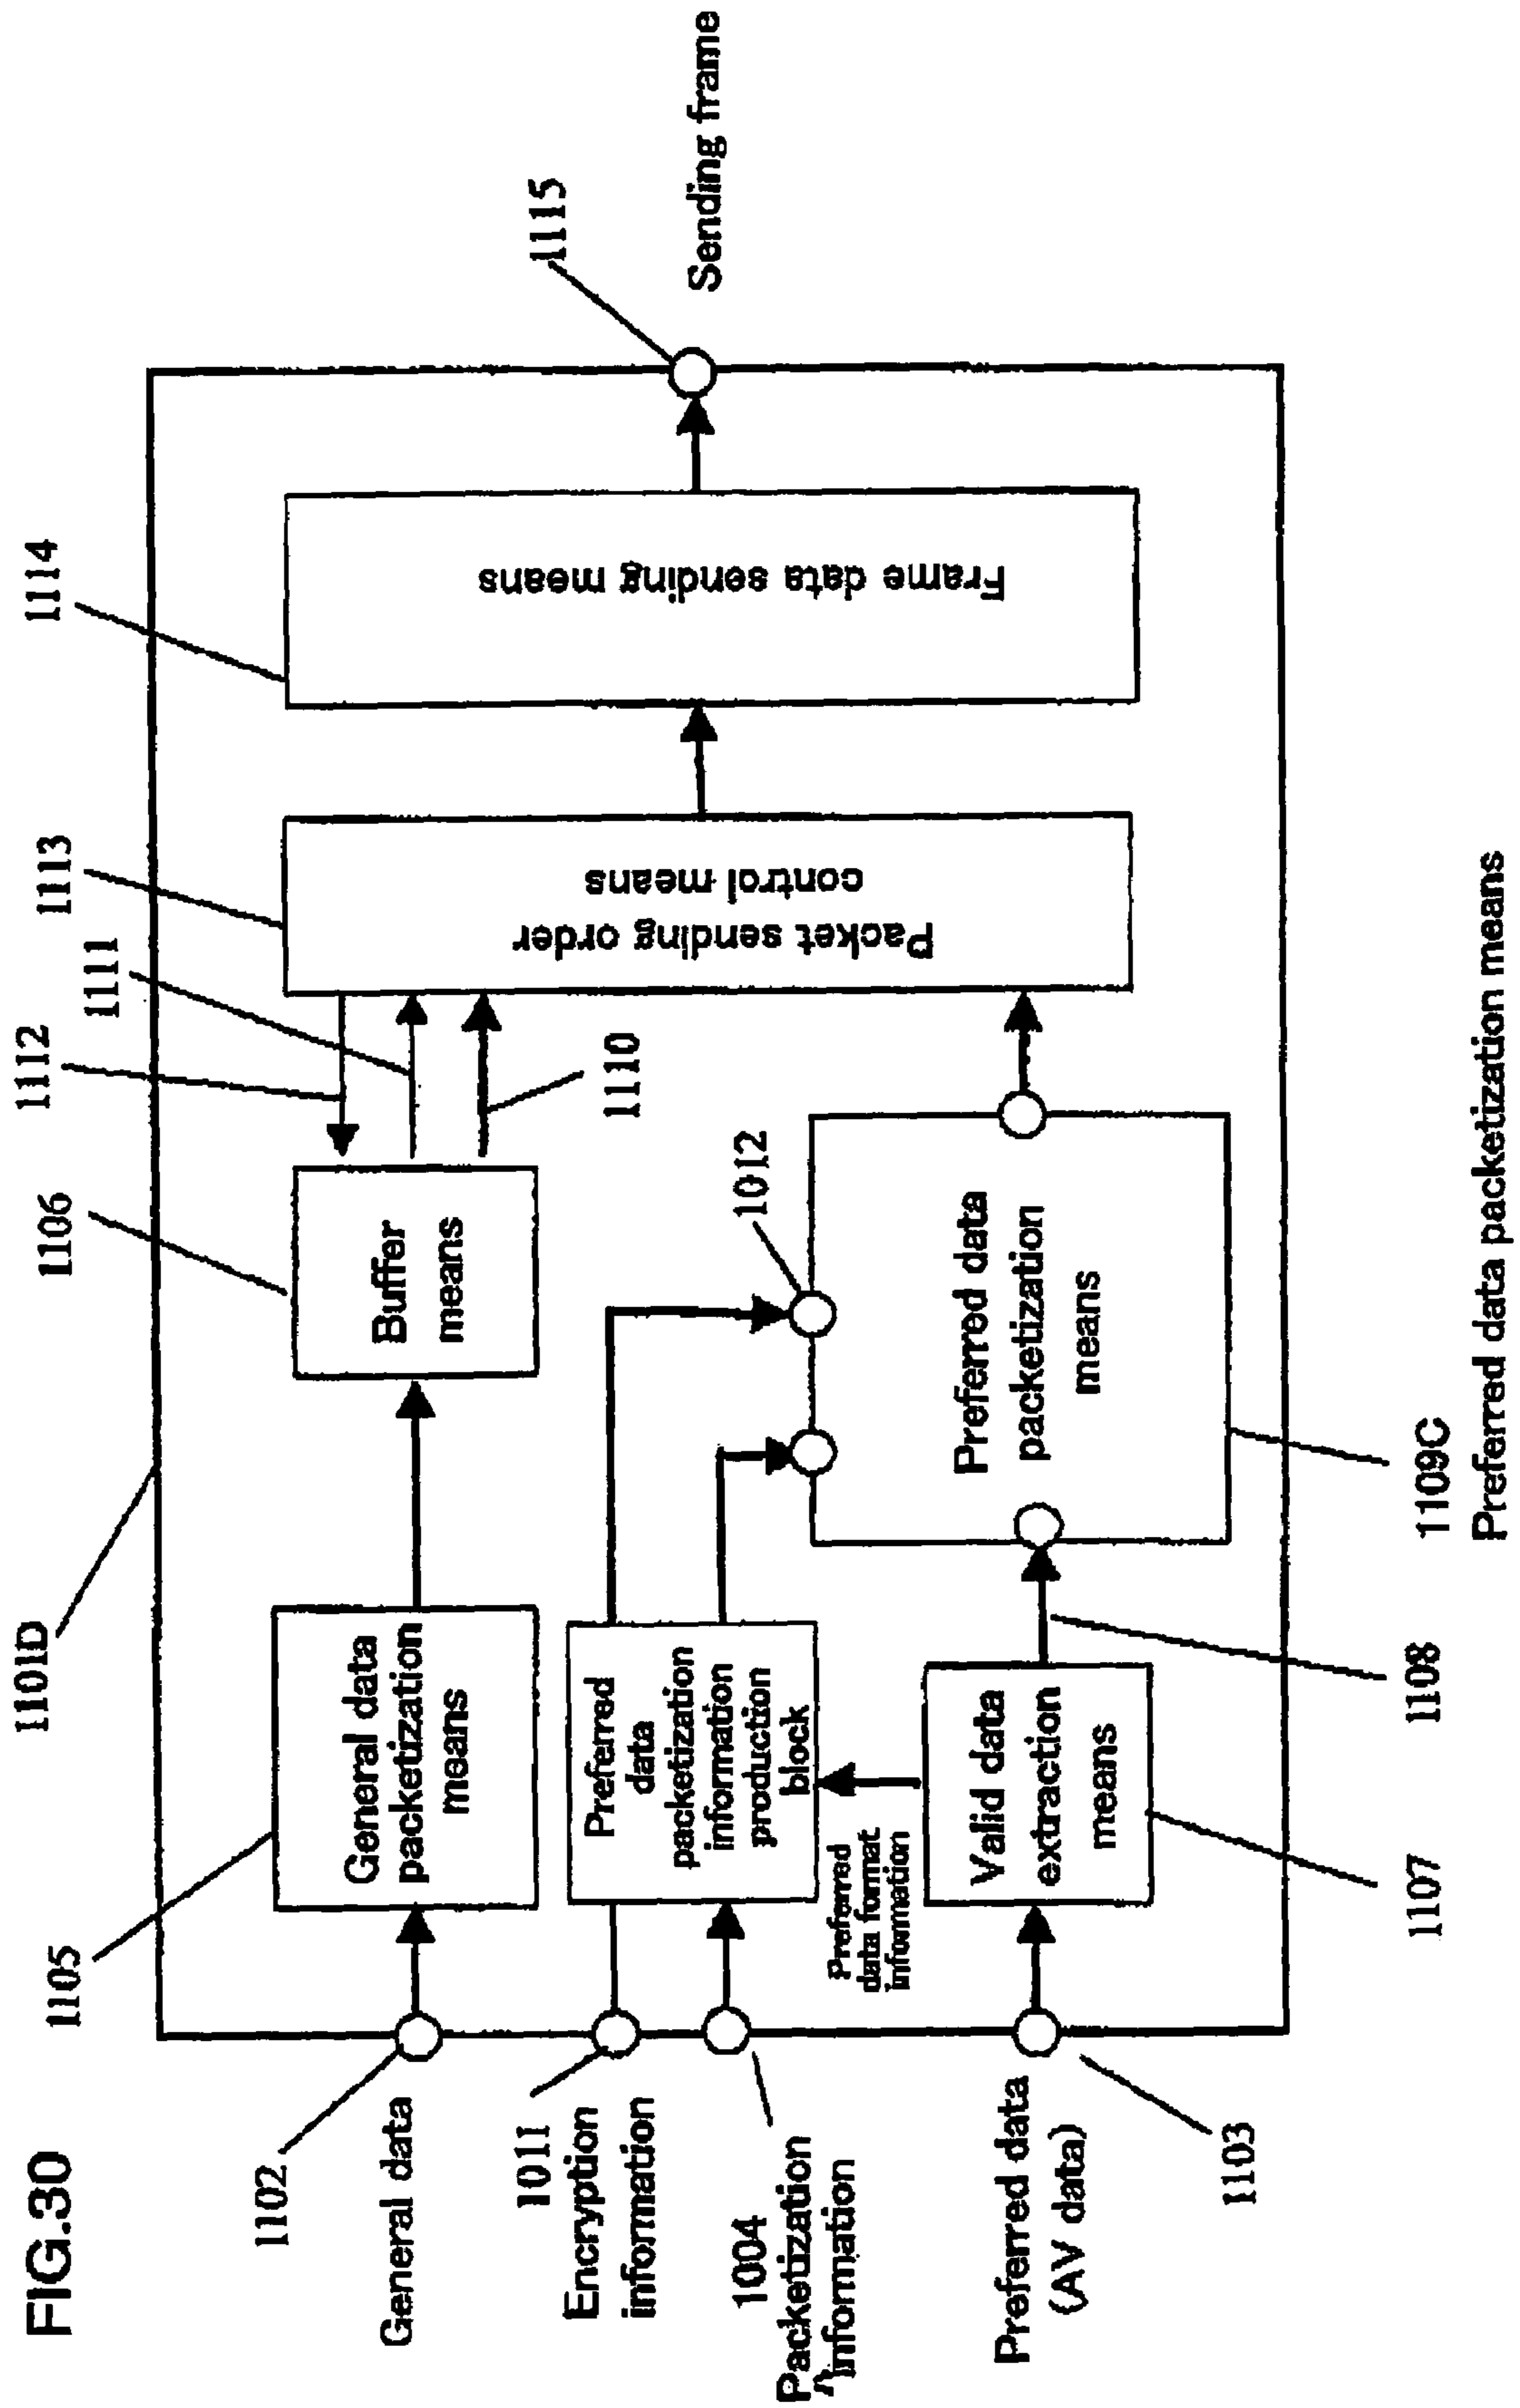 FIG.30
1101D
1105
1106
1112
1111
1113
1114
1102
General data
General data
packetization
means
Buffer
means
1110
Packet sending order
control means
Frame data sending means
1115
Sending frame
1011
Encryption
information
1004
Packetization
information
Preferred
data
packetization
information
production
block
1012
Preferred
data format
information
Preferred data
(AV data)
1103
Valid data
extraction
means
1107
1108
Preferred data
packetization
means
1109C
Preferred data packetization means